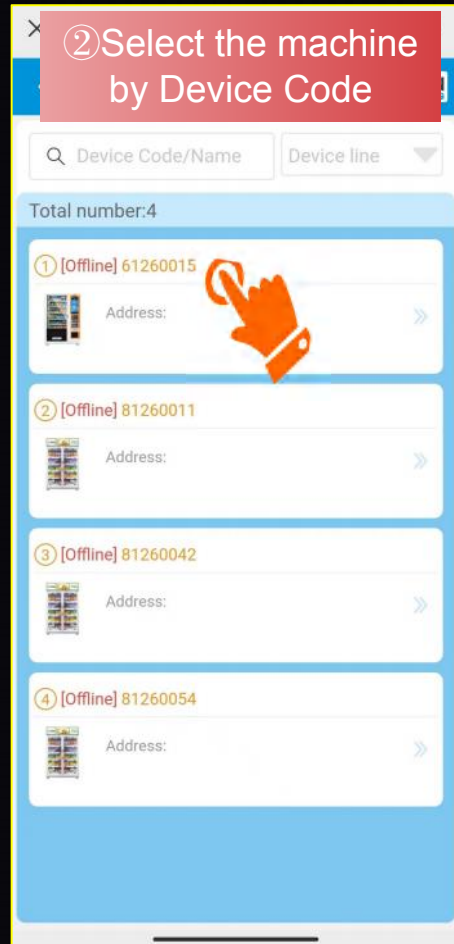 ②Select the machine
by Device Code
Device Code/Name
Device line
Total number:4
① [Offline] 61260015
Address:
② [Offline] 81260011
Address:
③ [Offline] 81260042
Address:
④ [Offline] 81260054
Address: